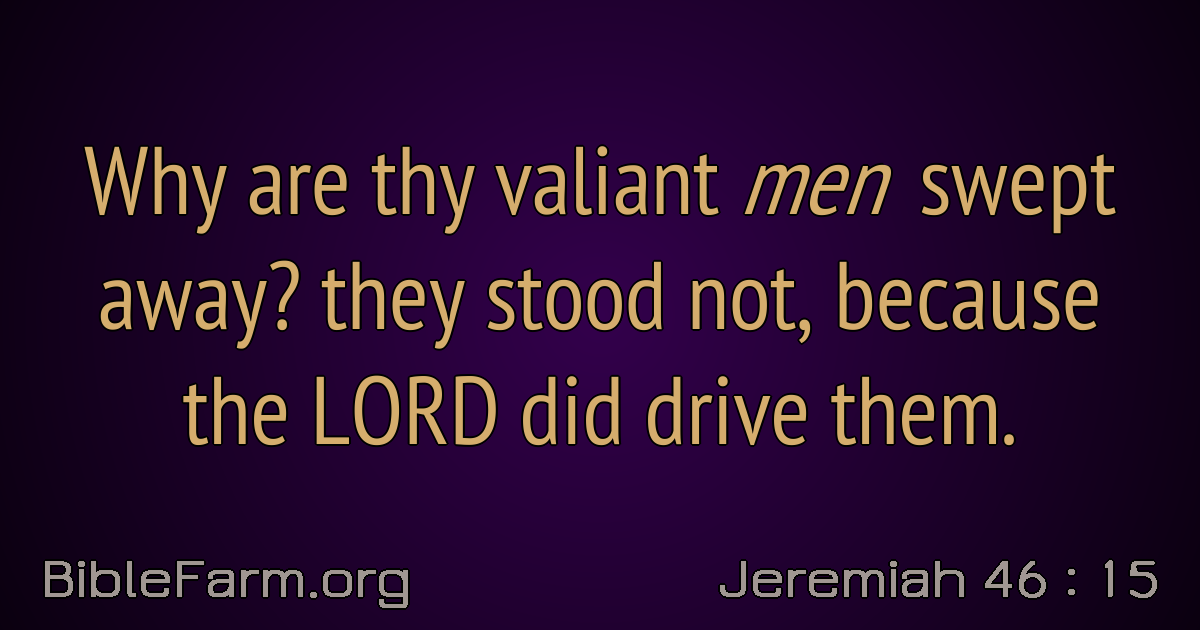 Why are thy valiant men swept
away? they stood not, because
the LORD did drive them.
BibleFarm.org
Jeremiah 46 : 15